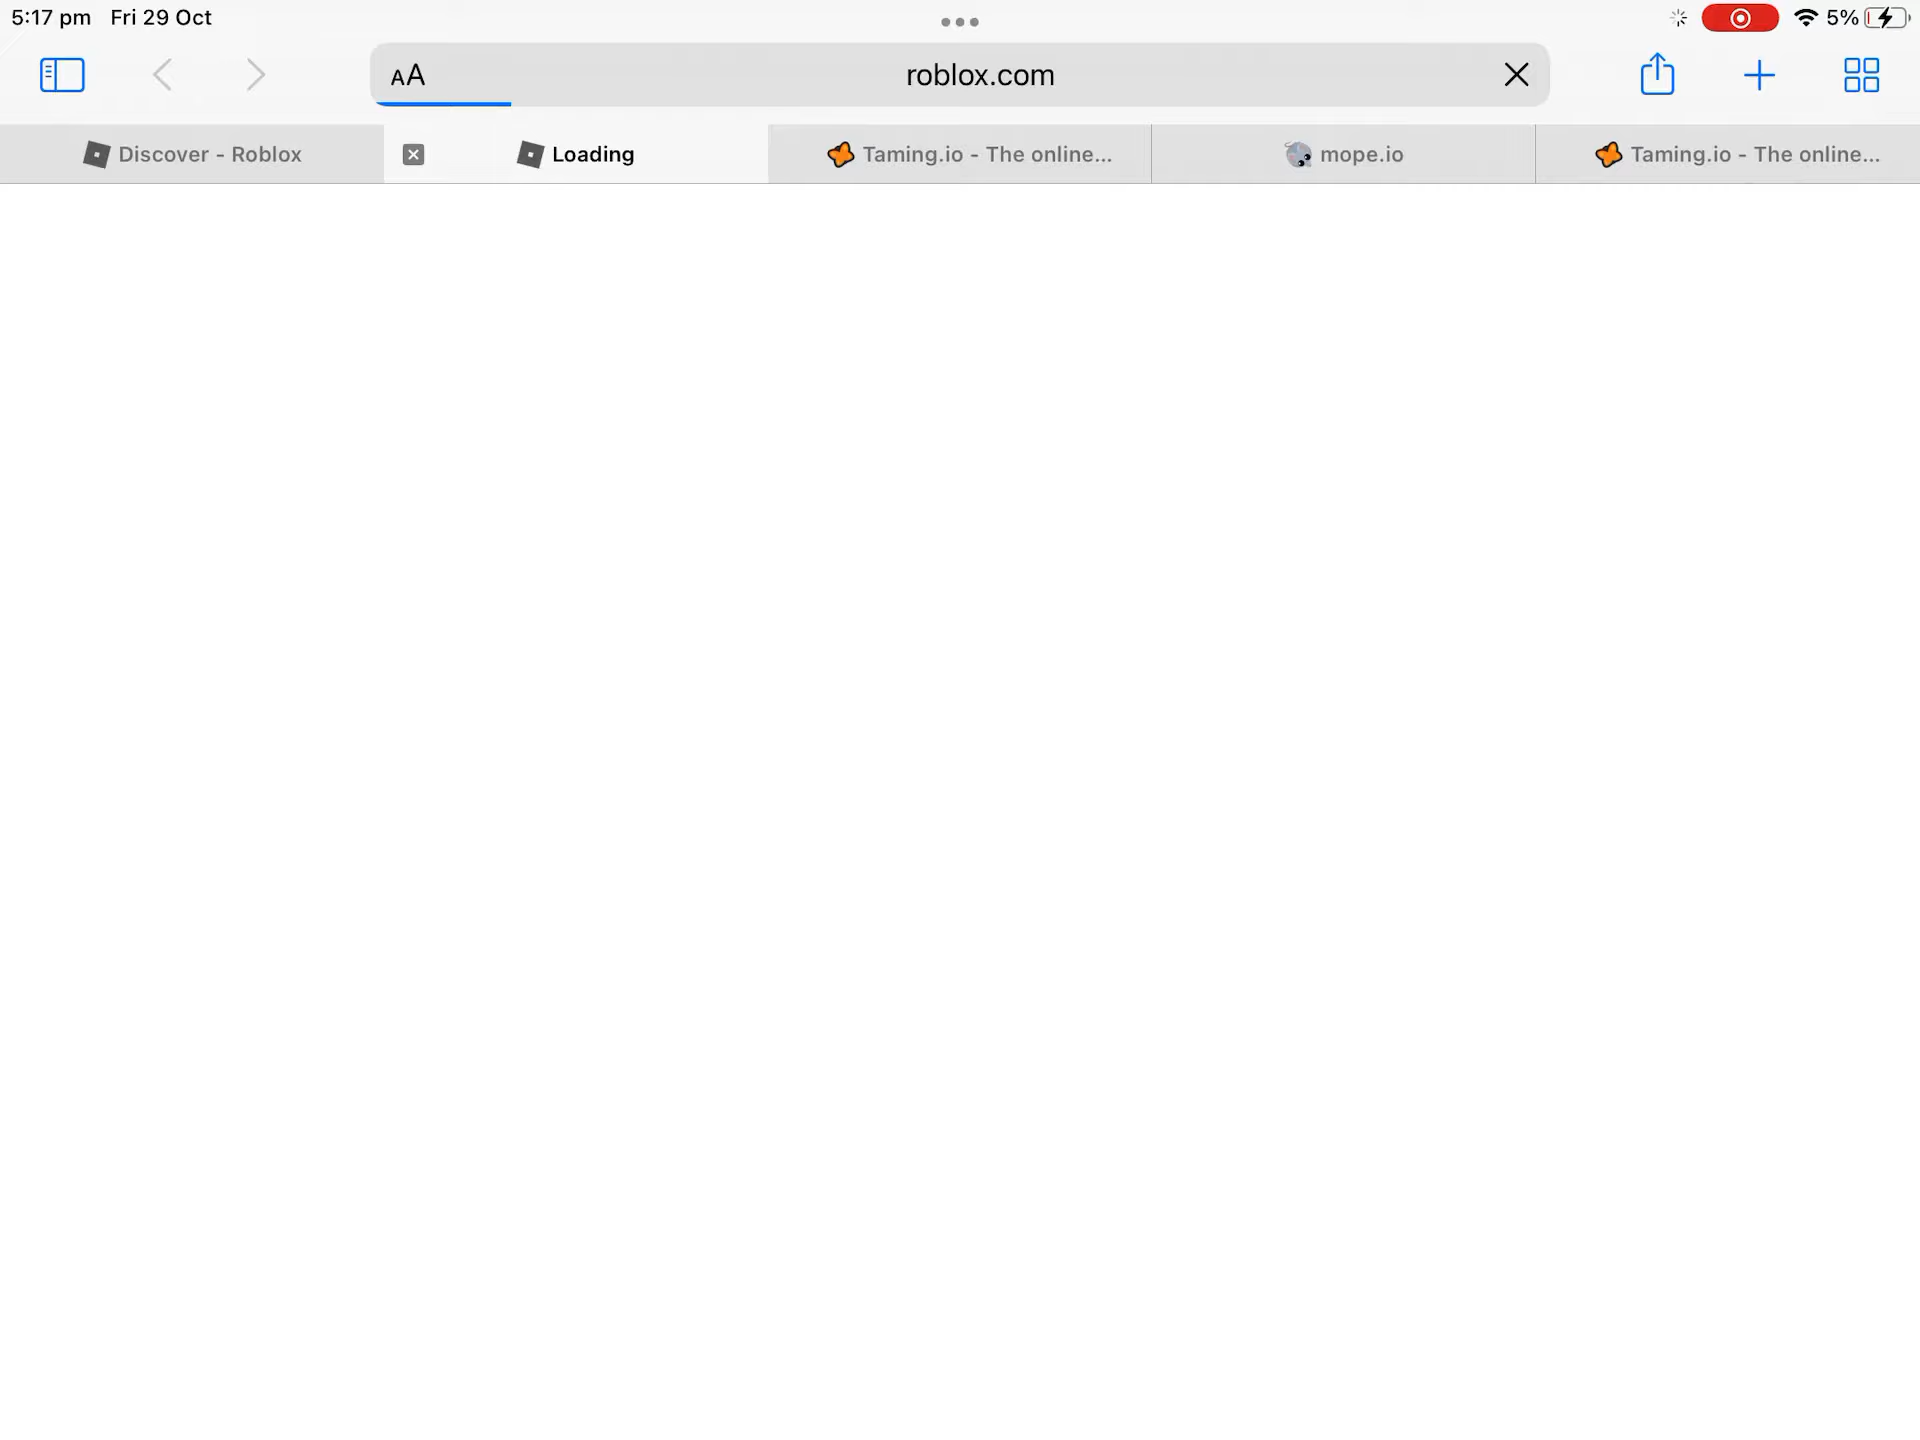 5:17 pm Fri 29 Oct
5%
AA roblox.com
Discover - Roblox
Loading
Taming.io - The online...
mope.io
Taming.io - The online...